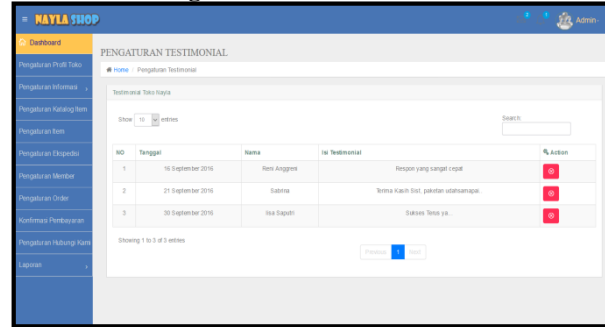 NAYLA SHOP
2
1
Admin
Dashboard
Pengaturan Profil Toko
Pengaturan Informasi
Pengaturan Katalog Item
Pengaturan Item
Pengaturan Ekspedisi
Pengaturan Member
Pengaturan Order
Konfirmasi Pembayaran
Pengaturan Hubungi Kami
Laporan
PENGATURAN TESTIMONIAL
Home / Pengaturan Testimonial
Testimonial Toko Nayla
Show 10 entries
Search:
NO Tanggal Nama Isi Testimonial Action
1 16 September 2016 Reni Anggreni Respon yang sangat cepat
2 21 September 2016 Sabrina Terima Kasih Sist, paketan
3 30 September 2016 Iisa Saputri Sukses Terus ya..
Showing 1 to 3 of 3 entries
Previous 1 Next